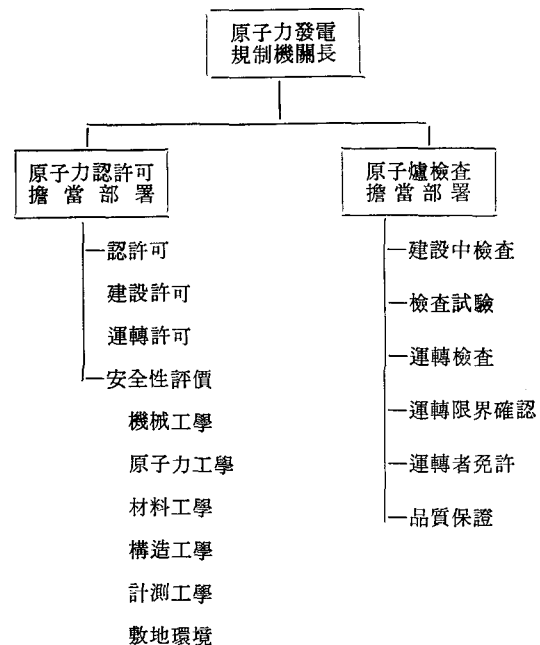 原子力發電
規制機關長
原子力認許可
擔當部署
認許可
建設許可
運轉許可
安全性評價
機械工學
原子力工學
材料工學
構造工學
計測工學
敷地環境
原子爐檢查
擔當部署
建設中檢查
檢查試驗
運轉檢查
運轉限界確認
運轉者免許
品質保證